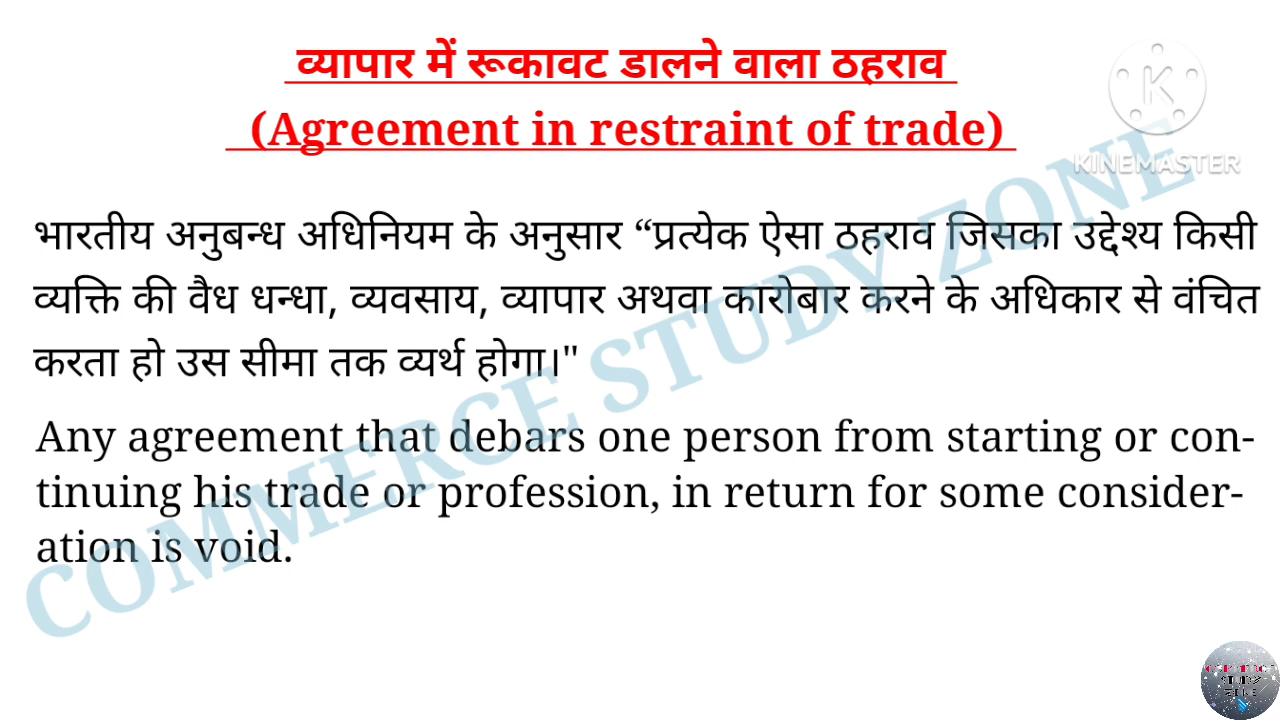 व्यापार में रूकावट डालने वाला ठहराव
(Agreement in restraint of trade)
K
KINEMASTER
भारतीय अनुबन्ध अधिनियम के अनुसार “प्रत्येक ऐसा ठहराव जिसका उद्देश्य किसी
व्यक्ति की वैध धन्धा, व्यवसाय, व्यापार अथवा कारोबार करने के अधिकार से वंचित
करता हो उस सीमा तक व्यर्थ होगा।"
Any agreement that debars one person from starting or con-
tinuing his trade or profession, in return for some consider-
ation is void.
COMMERCE STUDY ZONE
STUDY
ZONE